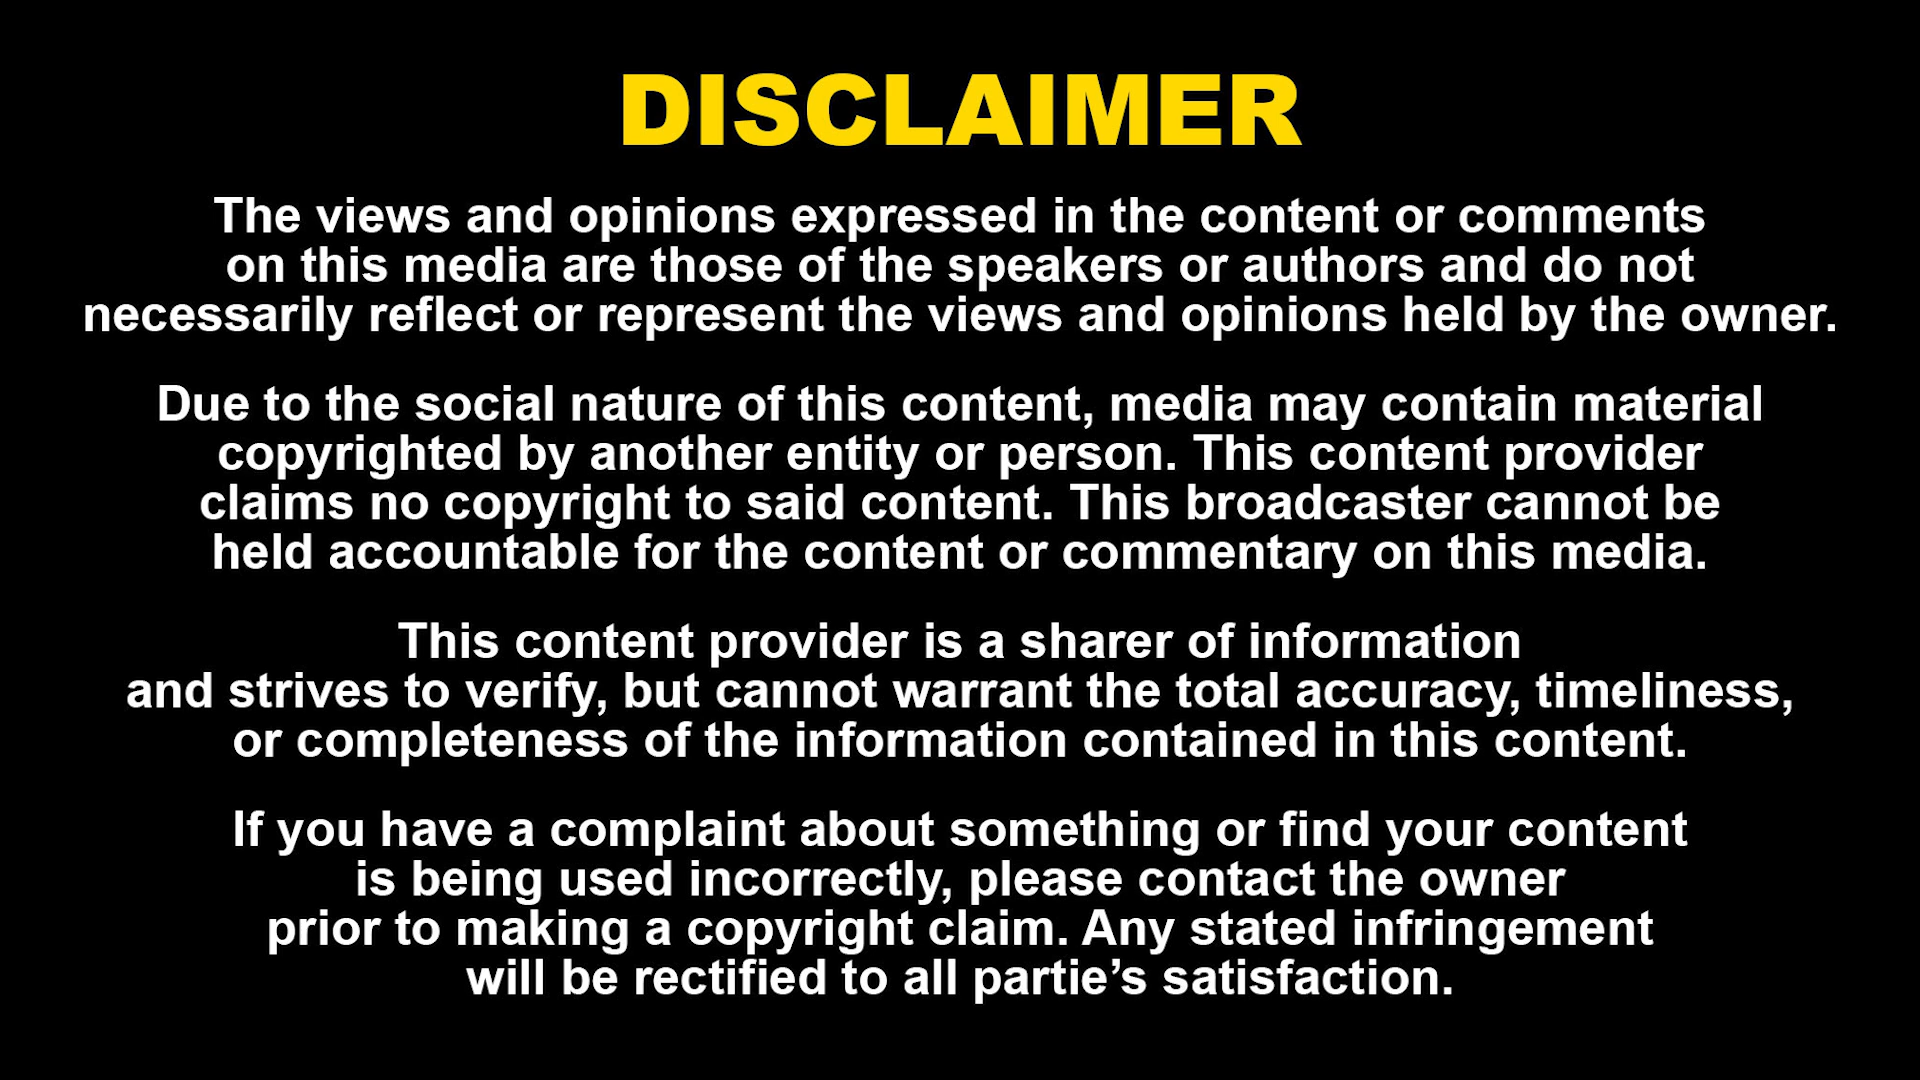 DISCLAIMER
The views and opinions expressed in the content or comments
on this media are those of the speakers or authors and do not
necessarily reflect or represent the views and opinions held by the owner.
Due to the social nature of this content, media may contain material
copyrighted by another entity or person. This content provider
claims no copyright to said content. This broadcaster cannot be
held accountable for the content or commentary on this media.
This content provider is a sharer of information
and strives to verify, but cannot warrant the total accuracy, timeliness,
or completeness of the information contained in this content.
If you have a complaint about something or find your content
is being used incorrectly, please contact the owner
prior to making a copyright claim. Any stated infringement
will be rectified to all partie’s satisfaction.